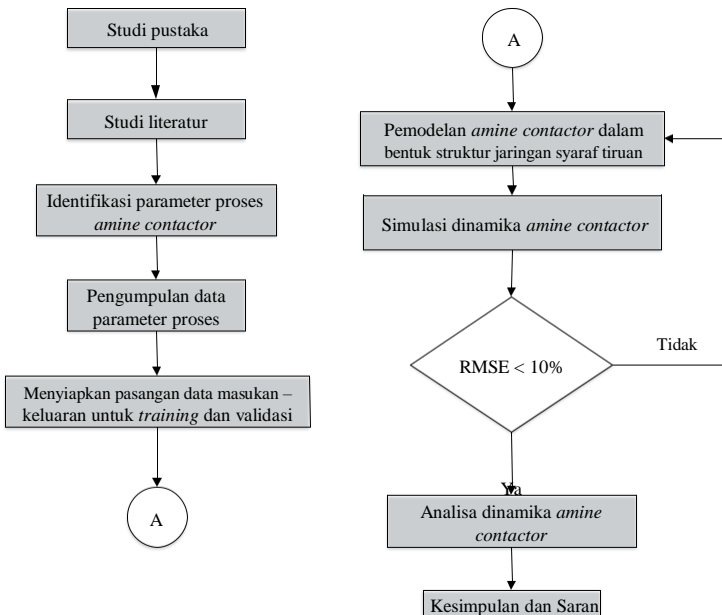 Studi pustaka
Studi literatur
Identifikasi parameter proses
amine contactor
Pengumpulan data
parameter proses
Menyiapkan pasangan data masukan –
keluaran untuk training dan validasi
A
A
Pemodelan amine contactor dalam
bentuk struktur jaringan syaraf tiruan
Simulasi dinamika amine contactor
RMSE < 10%
Tidak
Ya
Analisa dinamika amine
contactor
Kesimpulan dan Saran